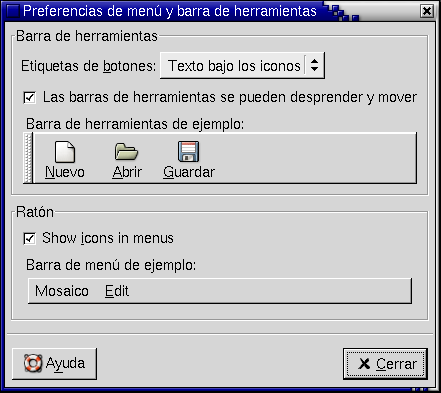 Preferencias de menú y barra de herramientas
Barra de herramientas
Etiquetas de botones: Texto bajo los iconos
Las barras de herramientas se pueden desprender y mover
Barra de herramientas de ejemplo:
Nuevo Abrir Guardar
Ratón
Show icons in menus
Barra de menú de ejemplo:
Mosaico Edit
Ayuda Cerrar